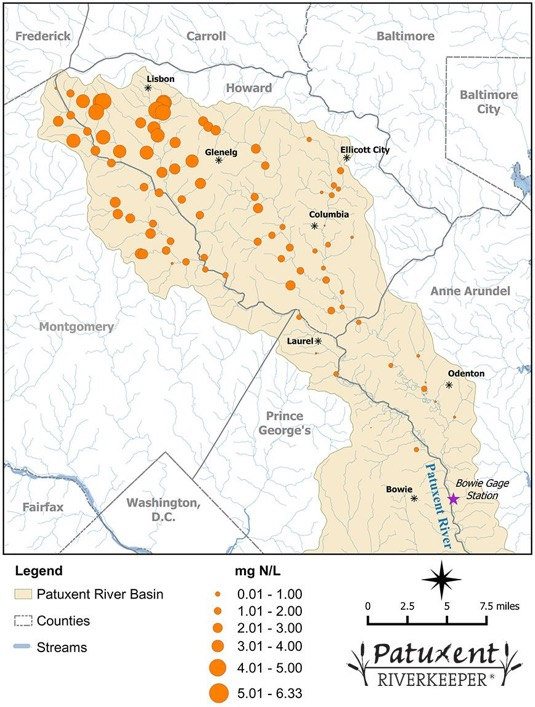 Frederick
Carroll
Baltimore
Lisbon
Howard
Baltimore
City
Glenelg
Ellicott City
Columbia
Anne Arundel
Montgomery
Laurel
Odenton
Prince
George's
Bowie
Patuxent River
Bowie Gage
Station
Fairfax
Washington,
D.C.
Legend
Patuxent River Basin
Counties
Streams
mg N/L
0.01 - 1.00
1.01 - 2.00
2.01 - 3.00
3.01 - 4.00
4.01 - 5.00
5.01 - 6.33
0 2.5 5 7.5 miles
Patuxent
RIVERKEEPER®